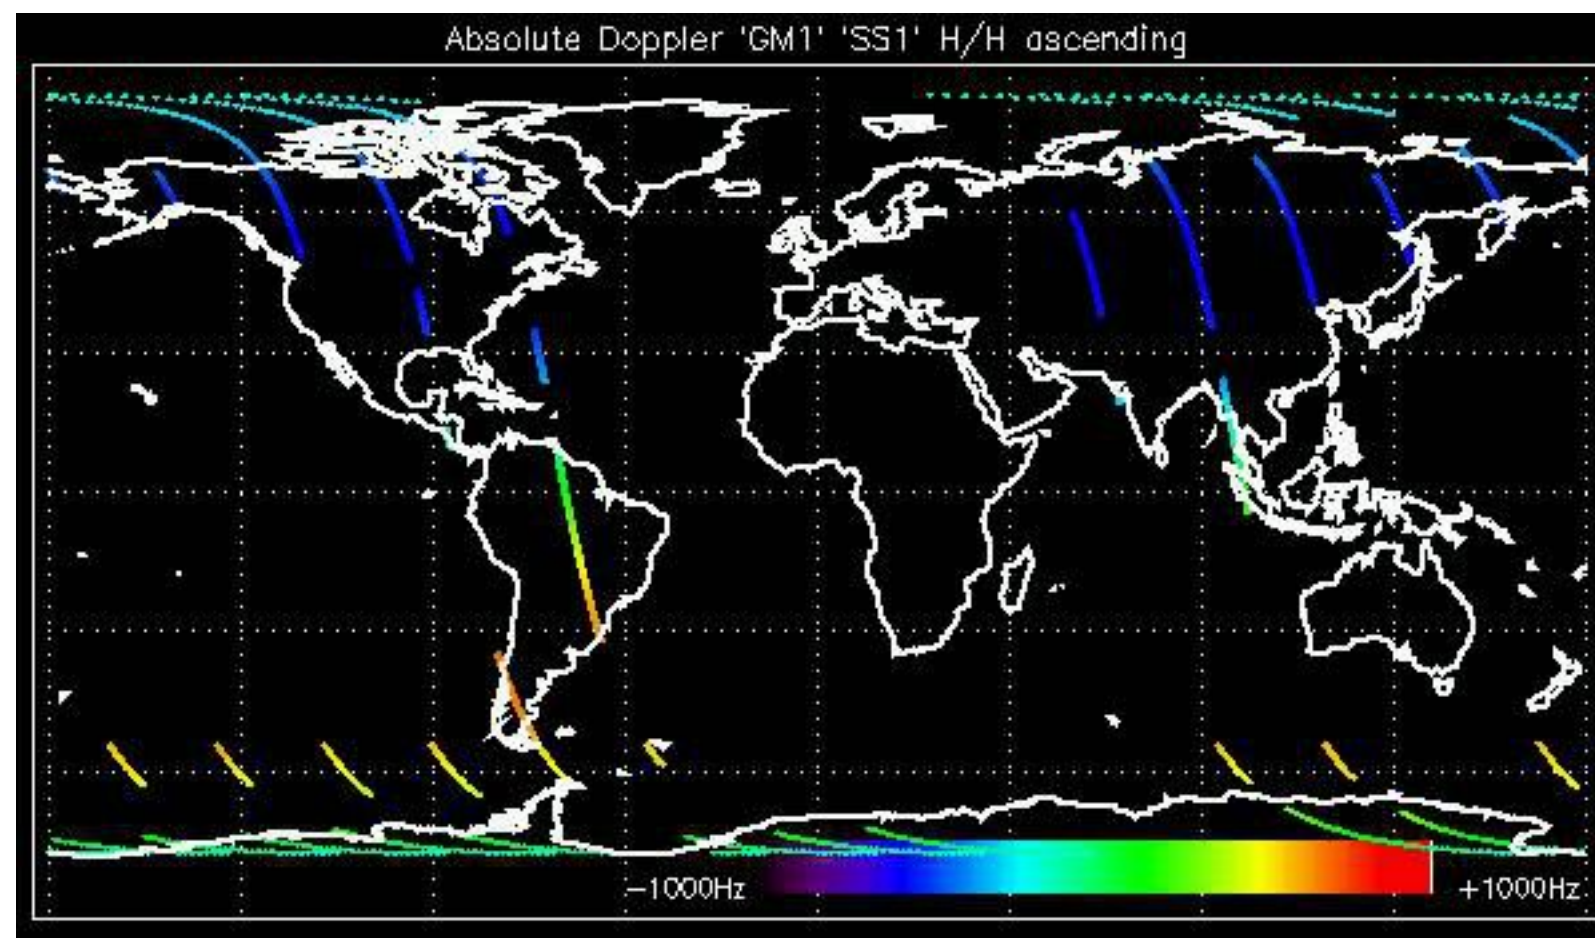 Absolute Doppler 'GM1' 'SS1' H/H ascending
-1000Hz
+1000Hz